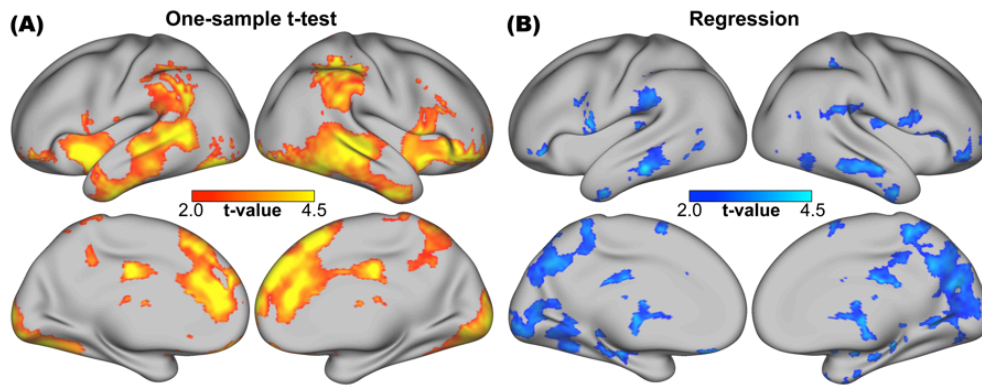 (A) One-sample t-test
(B) Regression
2.0 t-value 4.5
2.0 t-value 4.5